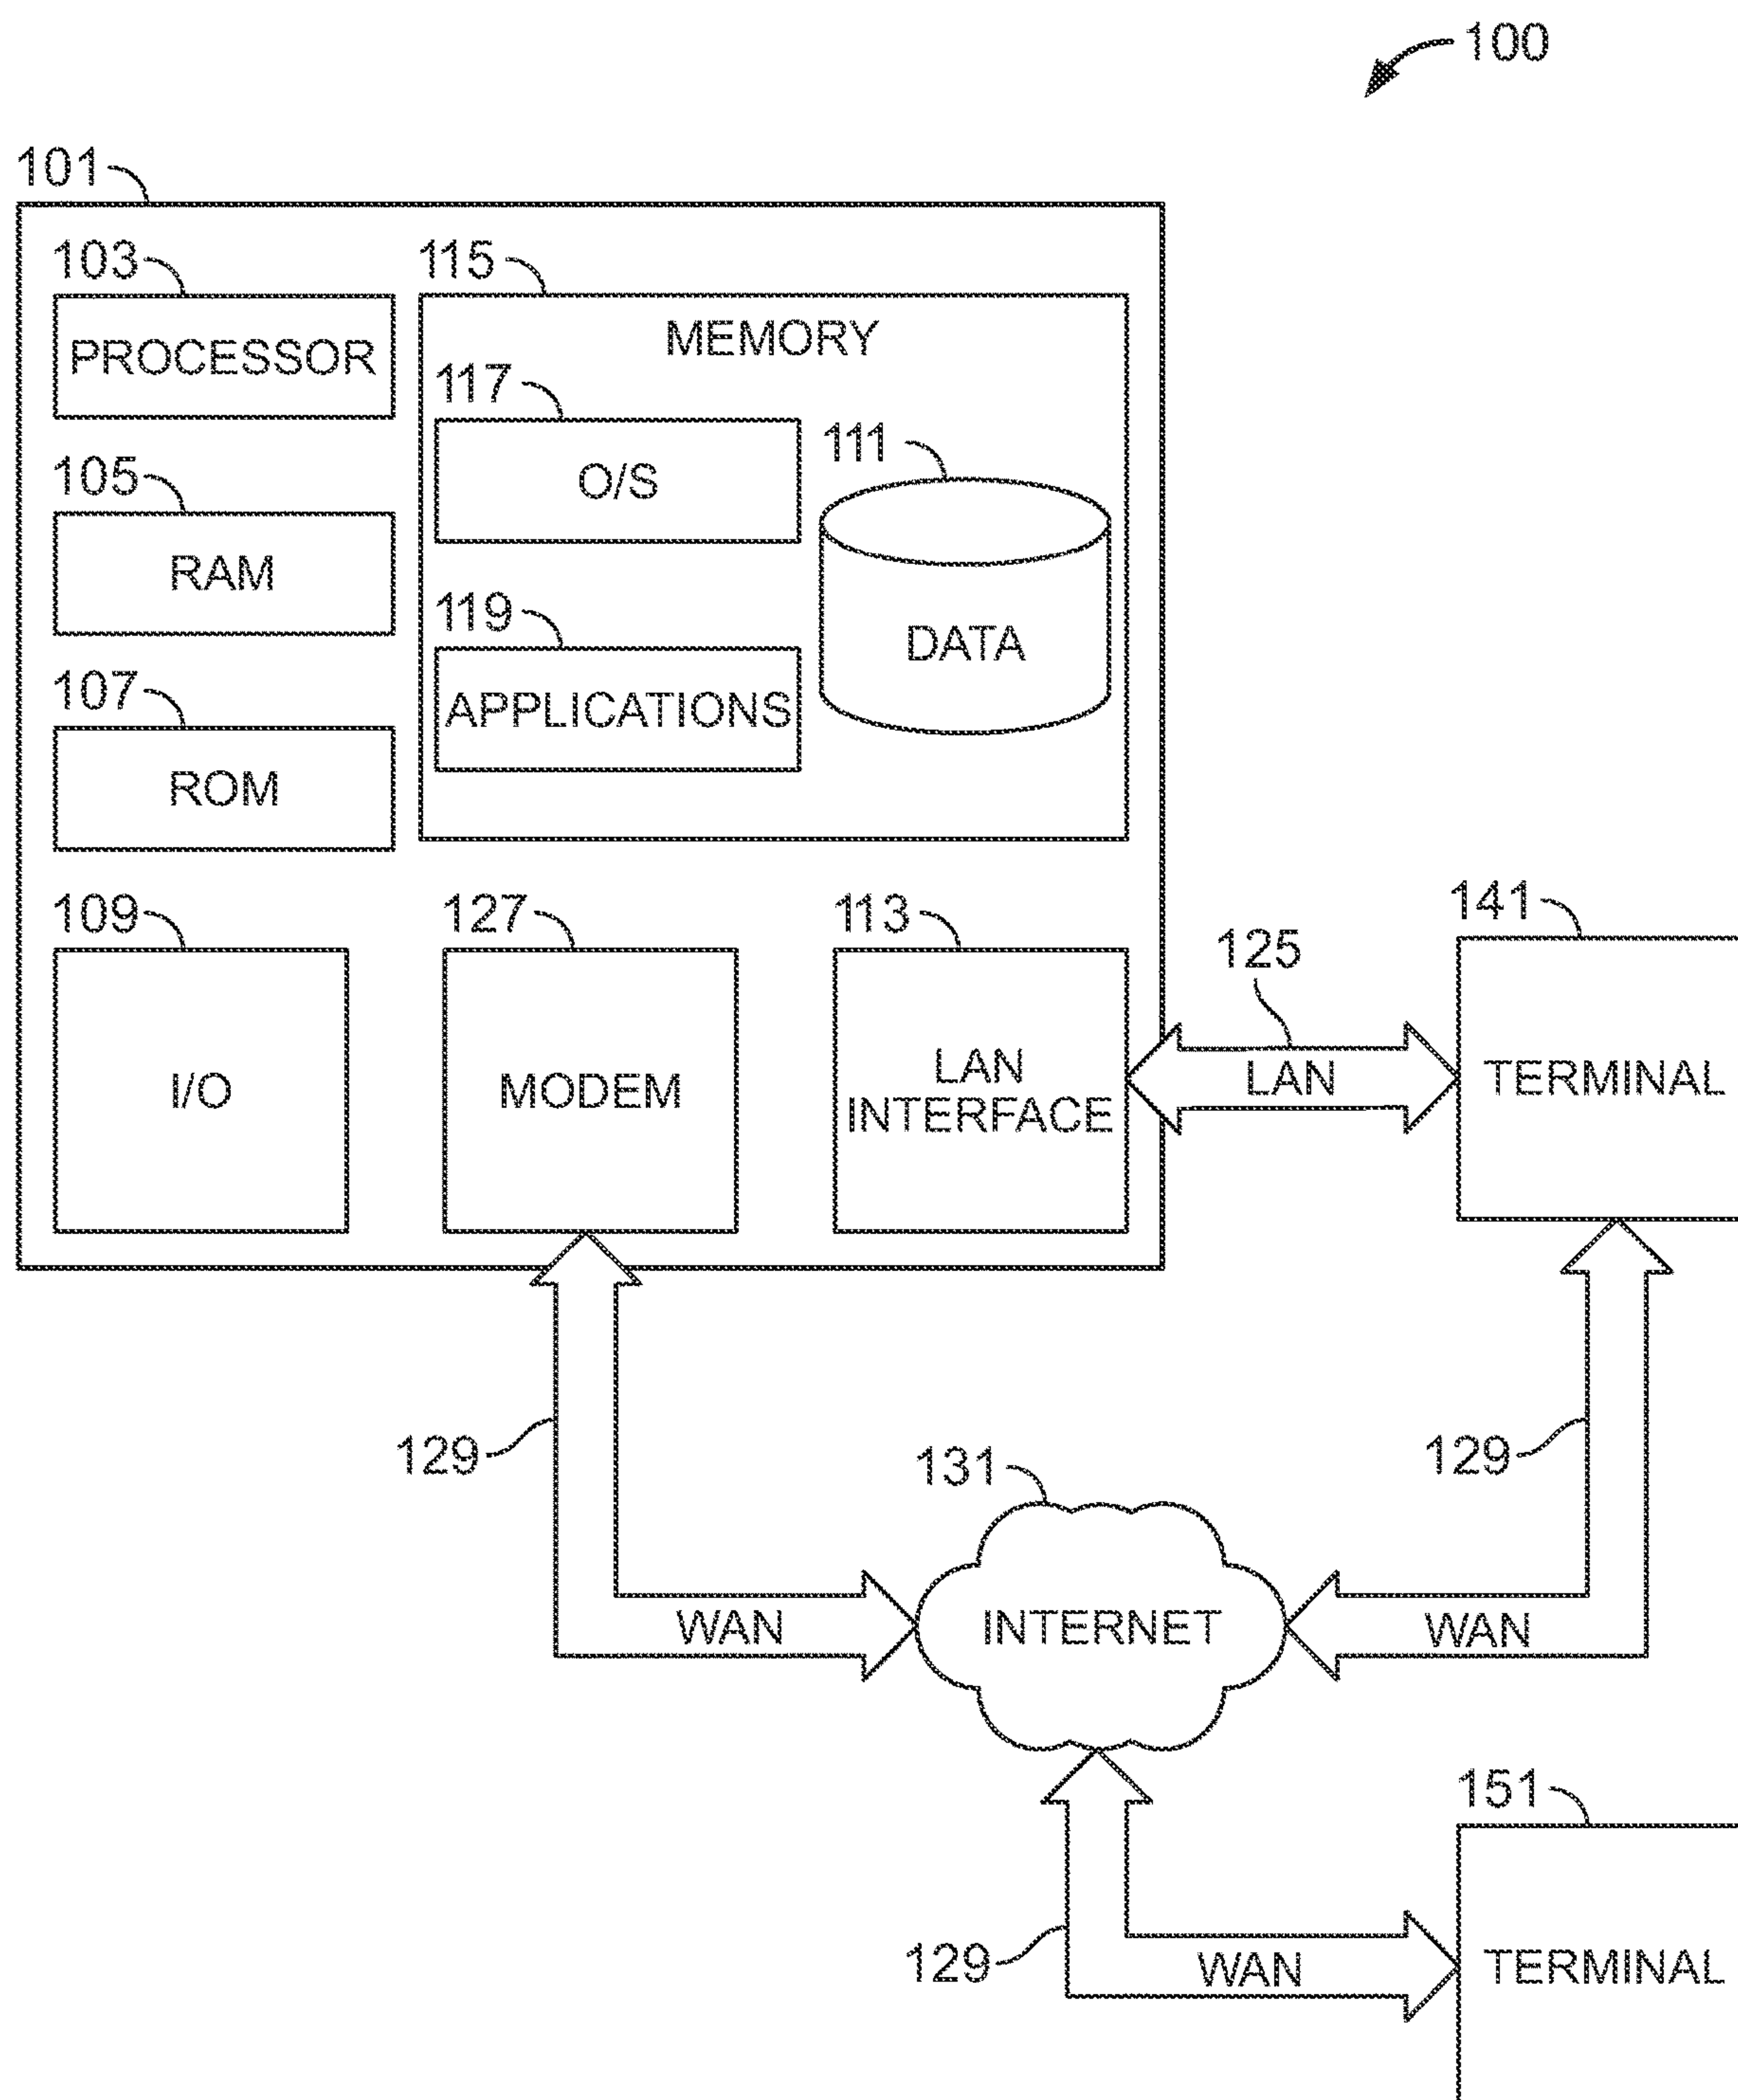 100
101
103
PROCESSOR
105
RAM
107
ROM
115
MEMORY
117
O/S
119
APPLICATIONS
111
DATA
109
I/O
127
MODEM
113
LAN
INTERFACE
125
LAN
141
TERMINAL
129
WAN
131
INTERNET
129
WAN
129
WAN
151
TERMINAL